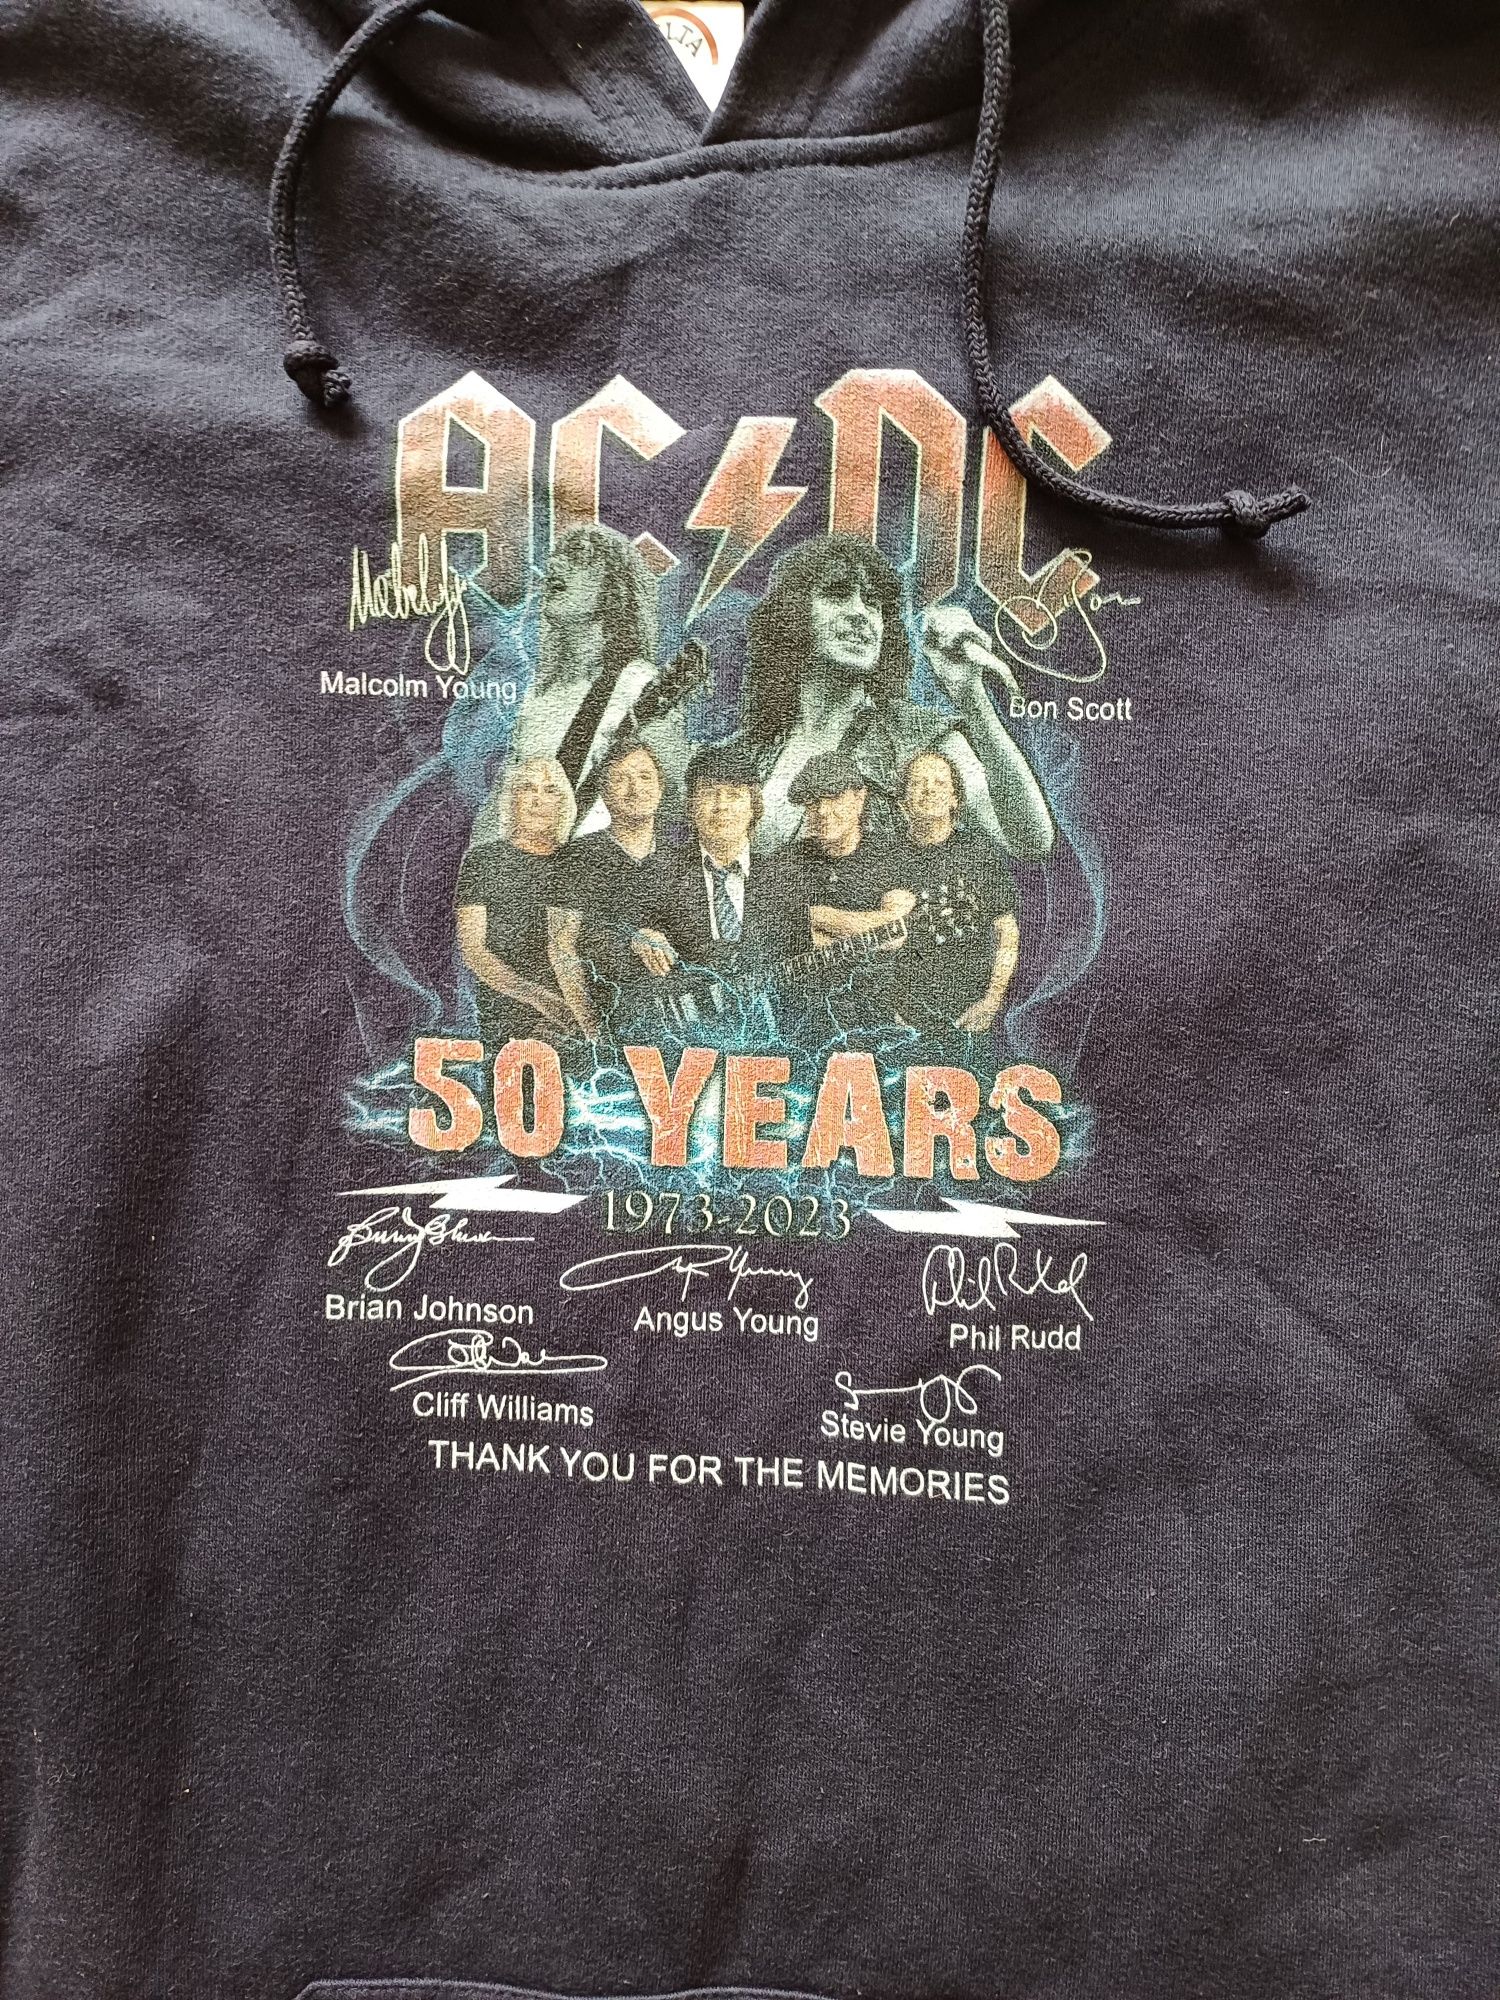 AC⚡DC
Malcolm Young
Bon Scott
50 YEARS
1973-2023
Brian Johnson
Angus Young
Phil Rudd
Cliff Williams
Stevie Young
THANK YOU FOR THE MEMORIES